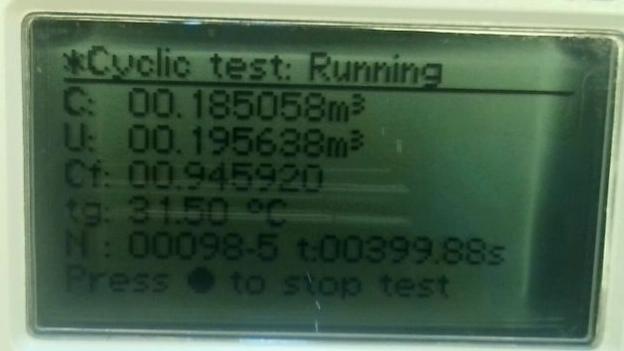 *Cyclic test: Running
C: 00.185058m³
U: 00.195638m³
Cf: 00.945920
tg: 31.50 °C
N : 00098-5 t:00399.88s
Press ● to stop test